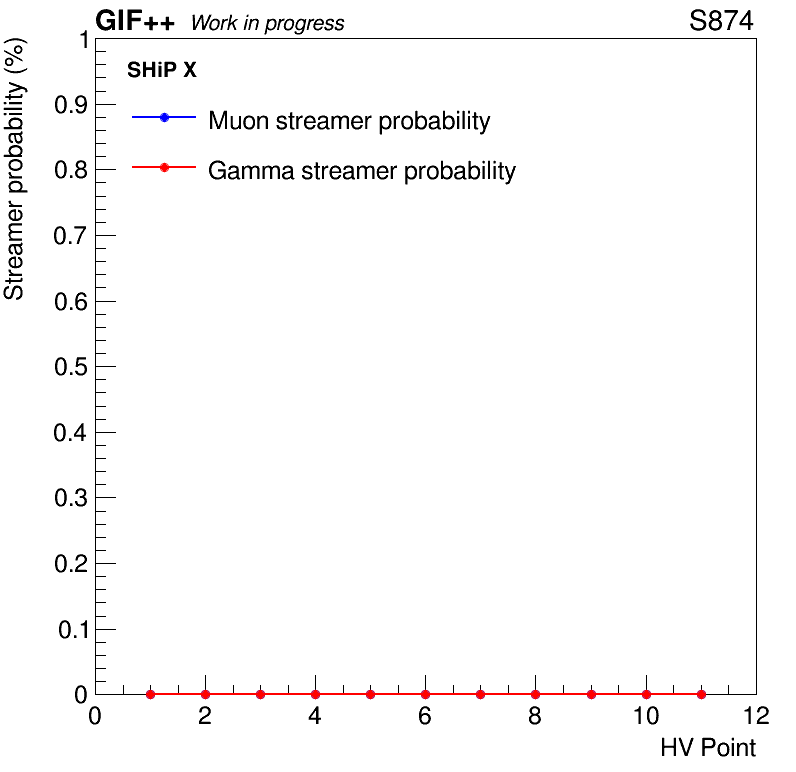 GIF++ Work in progress S874
Streamer probability (%)
SHiP X
Muon streamer probability
Gamma streamer probability
1
0.9
0.8
0.7
0.6
0.5
0.4
0.3
0.2
0.1
0
0 2 4 6 8 10 12
HV Point